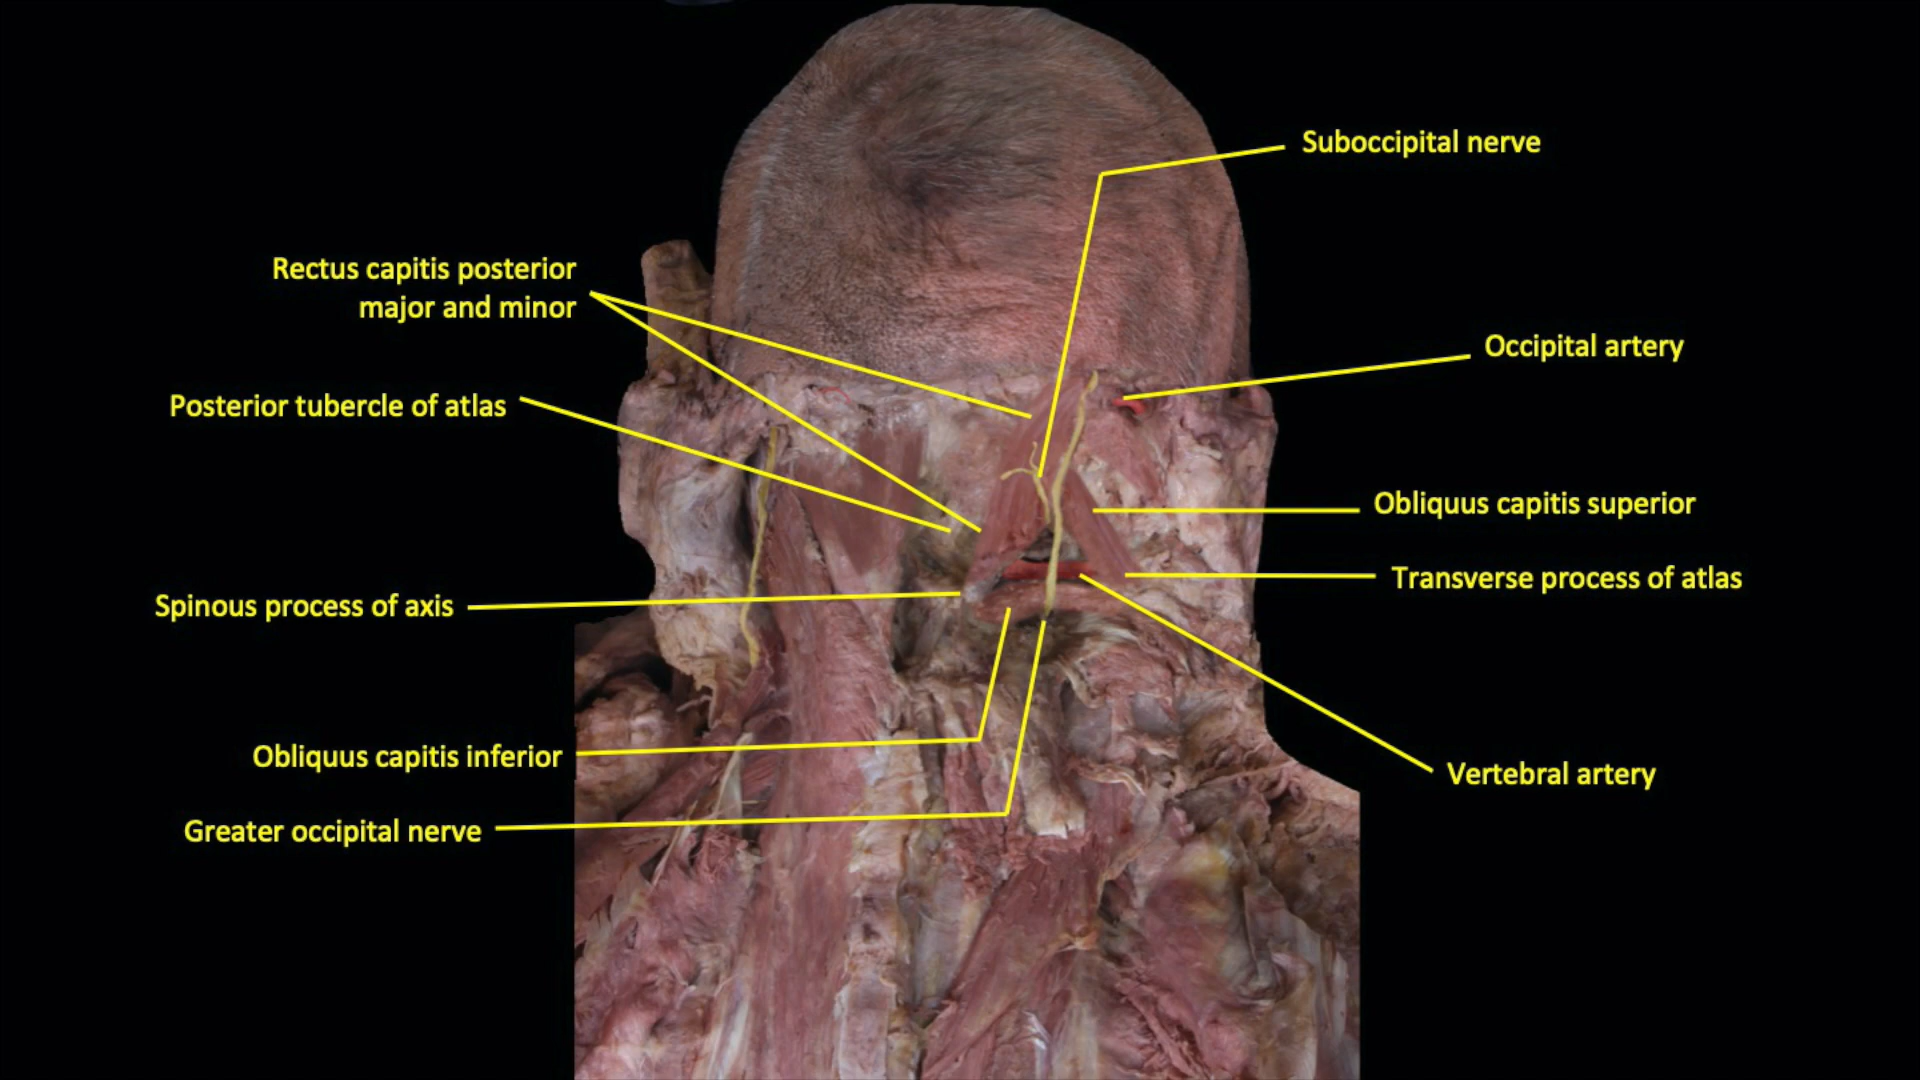 Suboccipital nerve
Rectus capitis posterior
major and minor
Occipital artery
Posterior tubercle of atlas
Obliquus capitis superior
Transverse process of atlas
Spinous process of axis
Obliquus capitis inferior
Vertebral artery
Greater occipital nerve